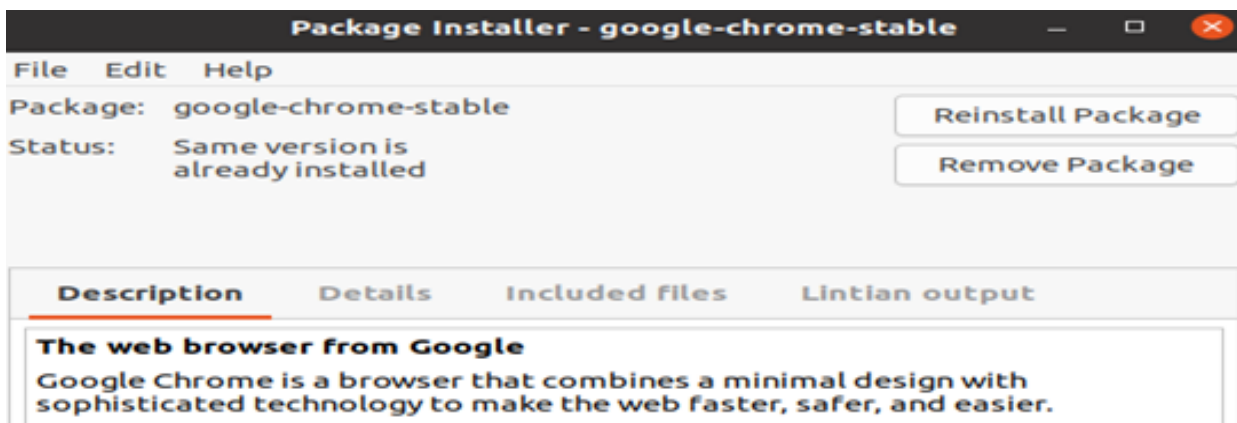 Package Installer - google-chrome-stable
File Edit Help
Package: google-chrome-stable
Reinstall Package
Status: Same version is
already installed
Remove Package
Description Details Included files Lintian output
The web browser from Google
Google Chrome is a browser that combines a minimal design with
sophisticated technology to make the web faster, safer, and easier.